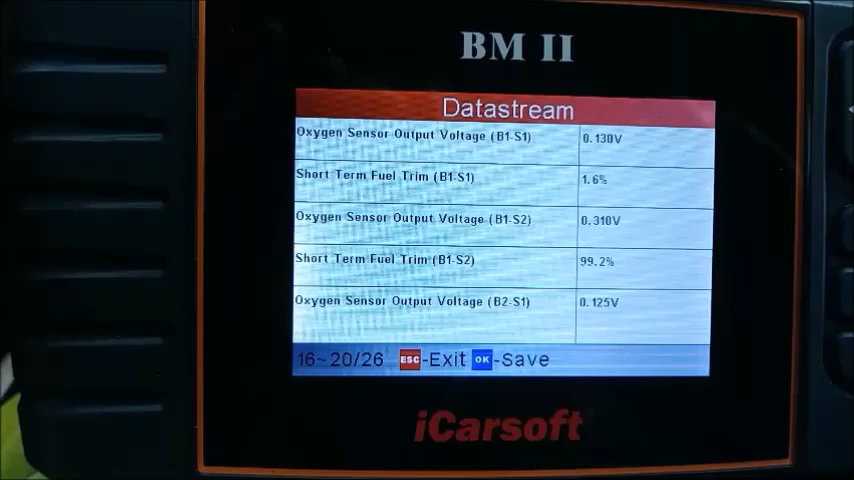 BM II
Datastream
Oxygen Sensor Output Voltage (B1-S1) 0.130V
Short Term Fuel Trim (B1-S1) 1.6%
Oxygen Sensor Output Voltage (B1-S2) 0.310V
Short Term Fuel Trim (B1-S2) 99.2%
Oxygen Sensor Output Voltage (B2-S1) 0.125V
16~20/26 ESC-Exit OK-Save
iCarsoft